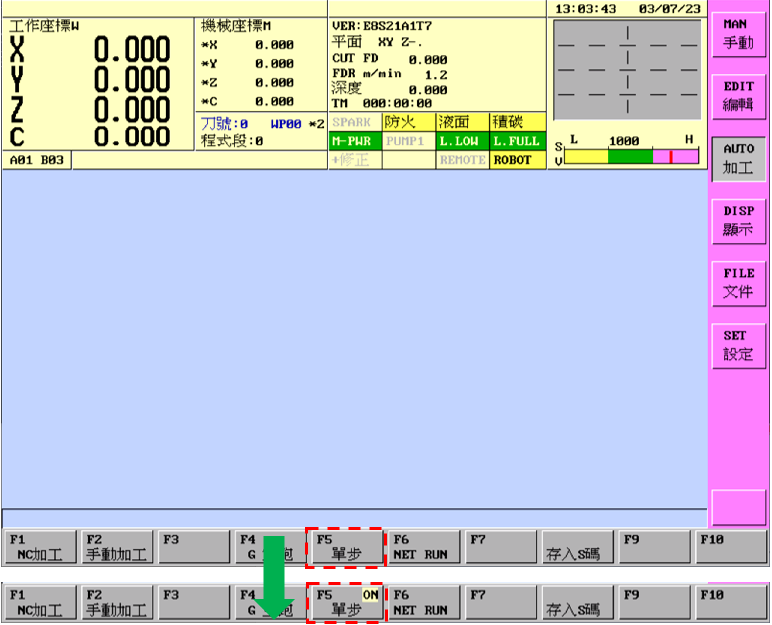 13:03:43 03/07/23
工作座標W
X 0.000
Y 0.000
Z 0.000
C 0.000
A01 B03
機械座標M
*X 0.000
*Y 0.000
*Z 0.000
*C 0.000
刀號:0 WP00 *2
程式段:0
VER:E8S21A1T7
平面 XY Z-.
CUT FD 0.000
FDR m/min 1.2
深度 0.000
TM 000:00:00
SPARK 防火 液面 積碳
M-PWR PUMP1 L.LOW L.FULL
+修正 REMOTE ROBOT
S L 1000 H
V
MAN
手動
EDIT
編輯
AUTO
加工
DISP
顯示
FILE
文件
SET
設定
F1 F2 F3 F4 F5 F6 F7 F9 F10
NC加工 手動加工 G 單步 NET RUN 存入S碼
F1 F2 F3 F4 F5 ON F6 F7 F9 F10
NC加工 手動加工 G 單步 NET RUN 存入S碼